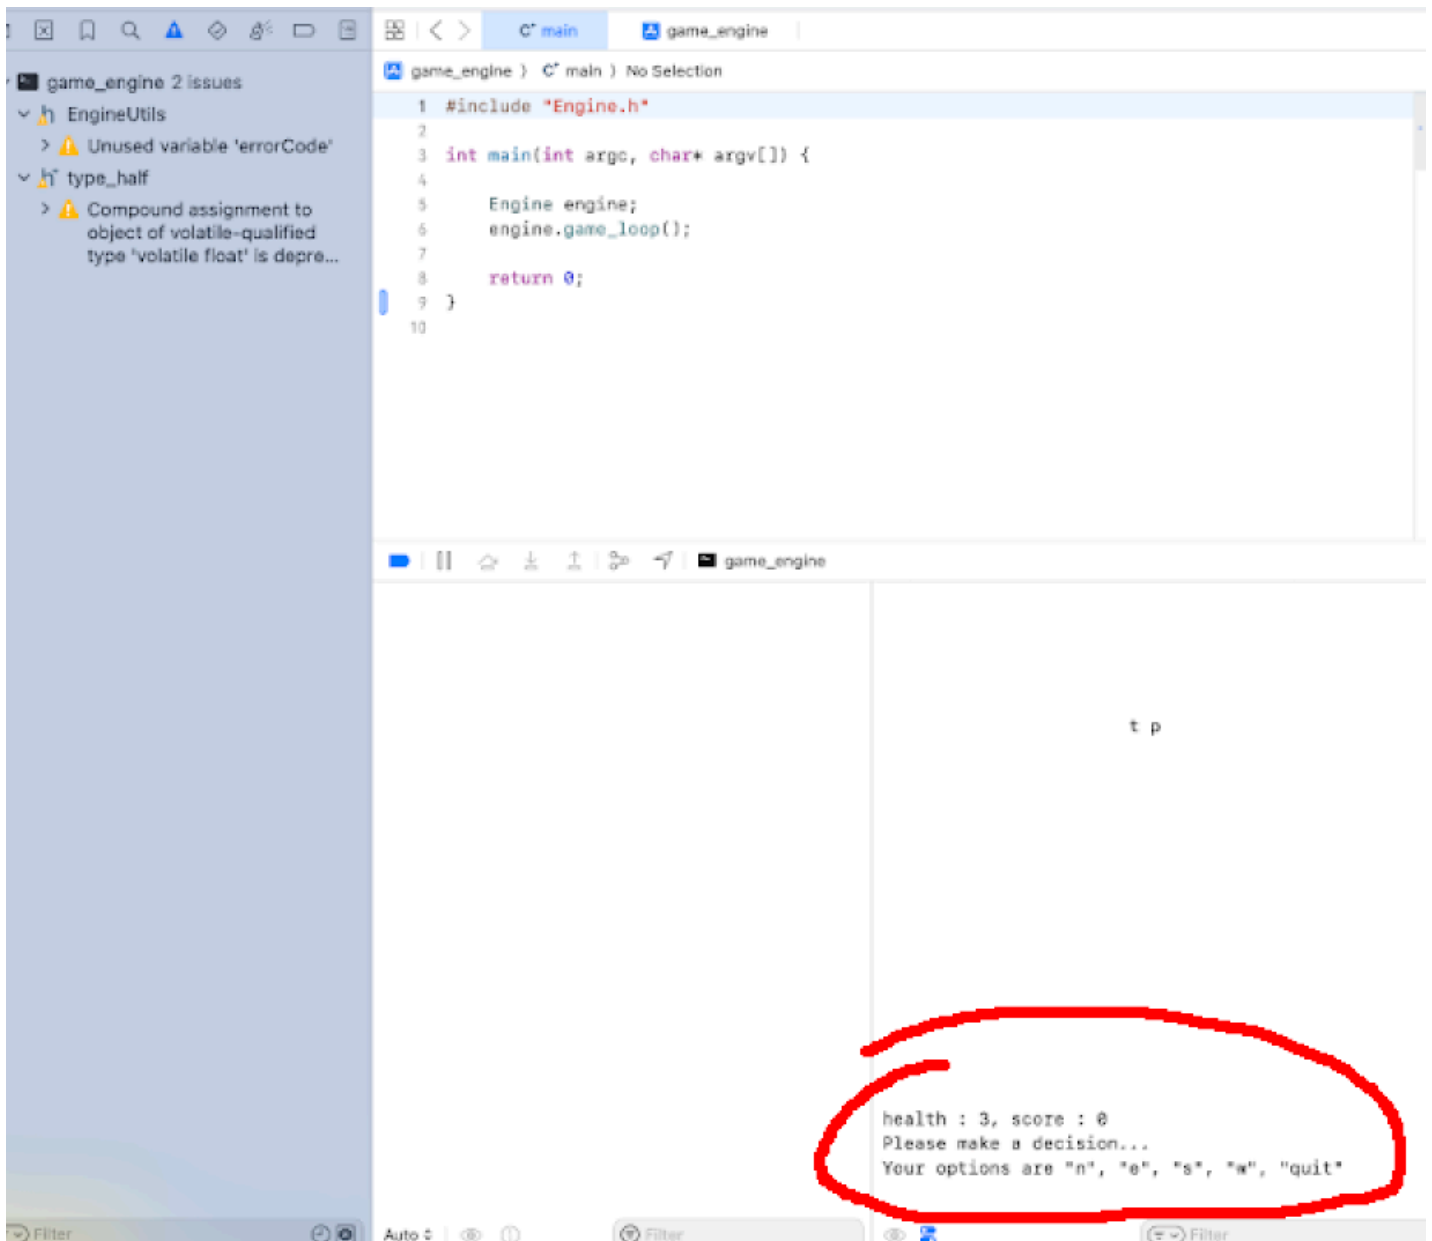 game_engine 2 issues
EngineUtils
Unused variable 'errorCode'
type_half
Compound assignment to
object of volatile-qualified
type 'volatile float' is depre...
Filter
main
game_engine
game_engine
main
No Selection
1 #include "Engine.h"
2
3 int main(int argc, char* argv[]) {
4
5 Engine engine;
6 engine.game_loop();
7
8 return 0;
9 }
10
game_engine
t p
health : 3, score : 0
Please make a decision...
Your options are "n", "e", "s", "w", "quit"
Auto
Filter
Filter